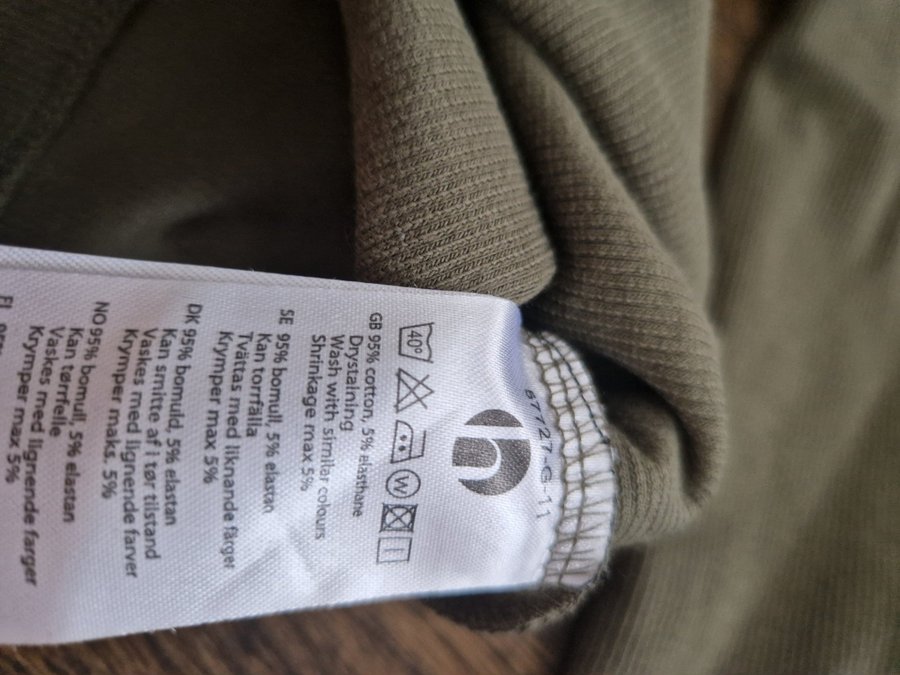 67727-G-11
h
40° W
GB 95% cotton, 5% elasthane
Drystaining
Wash with similar colours
Shrinkage max 5%
SE 95% bomull, 5% elastan
Kan torrfälla
Tvättas med liknande färger
Krymper max 5%
DK 95% bomuld, 5% elastan
Kan smitte af i tør tilstand
Vaskes med lignende farver
Krymper maks. 5%
NO 95% bomull, 5% elastan
Kan tørrfelle
Vaskes med lignende farger
Krymper max 5%
FI